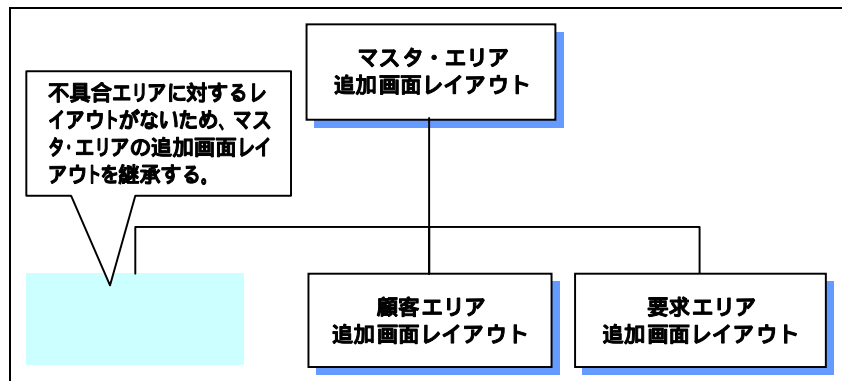 マスタ・エリア
追加画面レイアウト
不具合エリアに対するレ
イアウトがないため、マス
タ・エリアの追加画面レイ
アウトを継承する。
顧客エリア
追加画面レイアウト
要求エリア
追加画面レイアウト